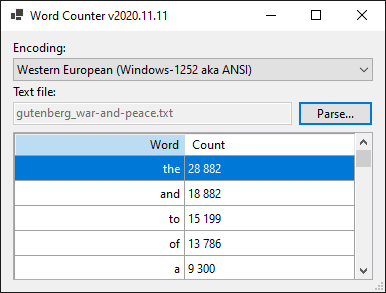 Word Counter v2020.11.11
Encoding:
Western European (Windows-1252 aka ANSI)
Text file:
gutenberg_war-and-peace.txt Parse...
Word Count
the 28 882
and 18 882
to 15 199
of 13 786
a 9 300